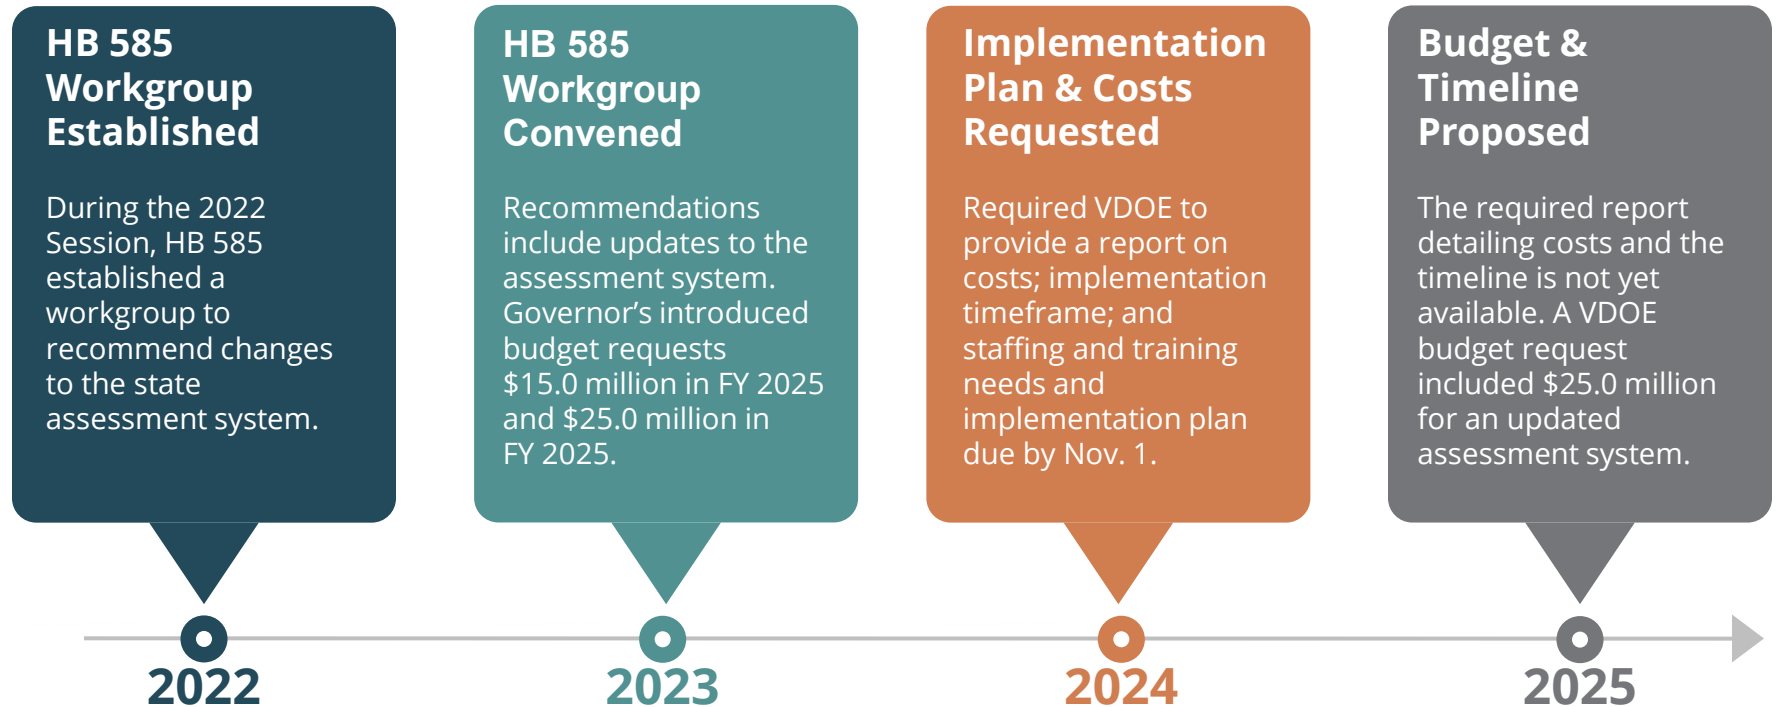 HB 585
Workgroup
Established
During the 2022
Session, HB 585
established a
workgroup to
recommend changes
to the state
assessment system.
HB 585
Workgroup
Convened
Recommendations
include updates to the
assessment system.
Governor’s introduced
budget requests
$15.0 million in FY 2025
and $25.0 million in
FY 2025.
Implementation
Plan & Costs
Requested
Required VDOE to
provide a report on
costs; implementation
timeframe; and
staffing and training
needs and
implementation plan
due by Nov. 1.
Budget &
Timeline
Proposed
The required report
detailing costs and the
timeline is not yet
available. A VDOE
budget request
included $25.0 million
for an updated
assessment system.
2022
2023
2024
2025